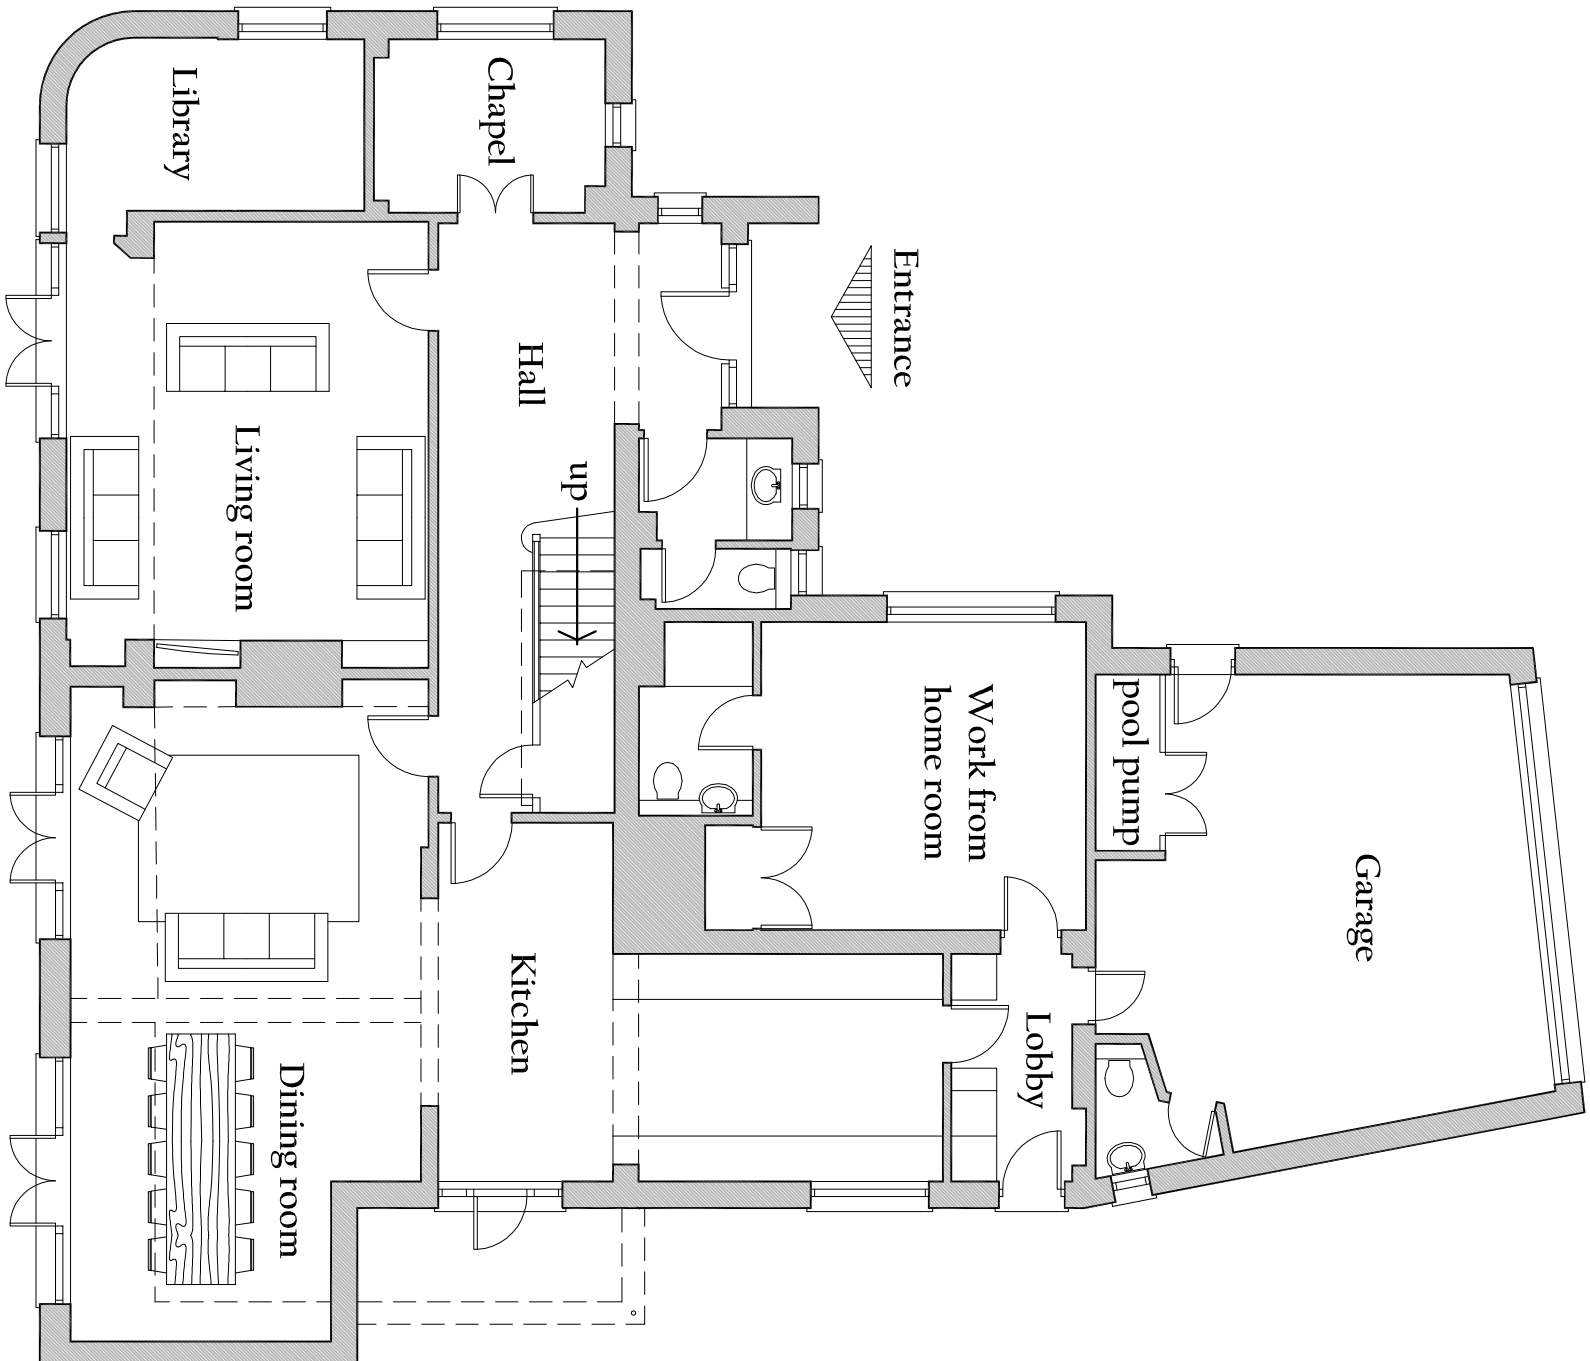 Library
Chapel
Entrance
Hall
Living room
up
Work from
home room
pool pump
Garage
Kitchen
Lobby
Dining room